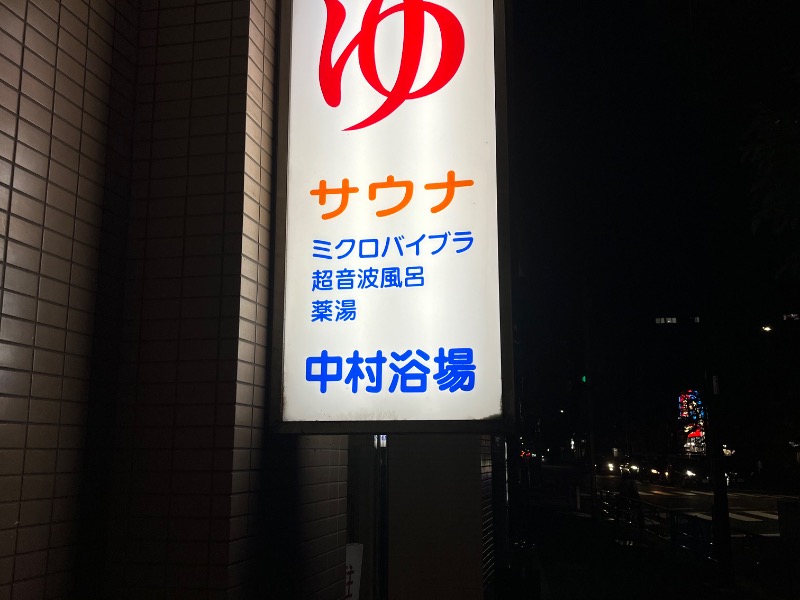 ゆ
サウナ
ミクロバイブラ
超音波風呂
薬湯
中村浴場